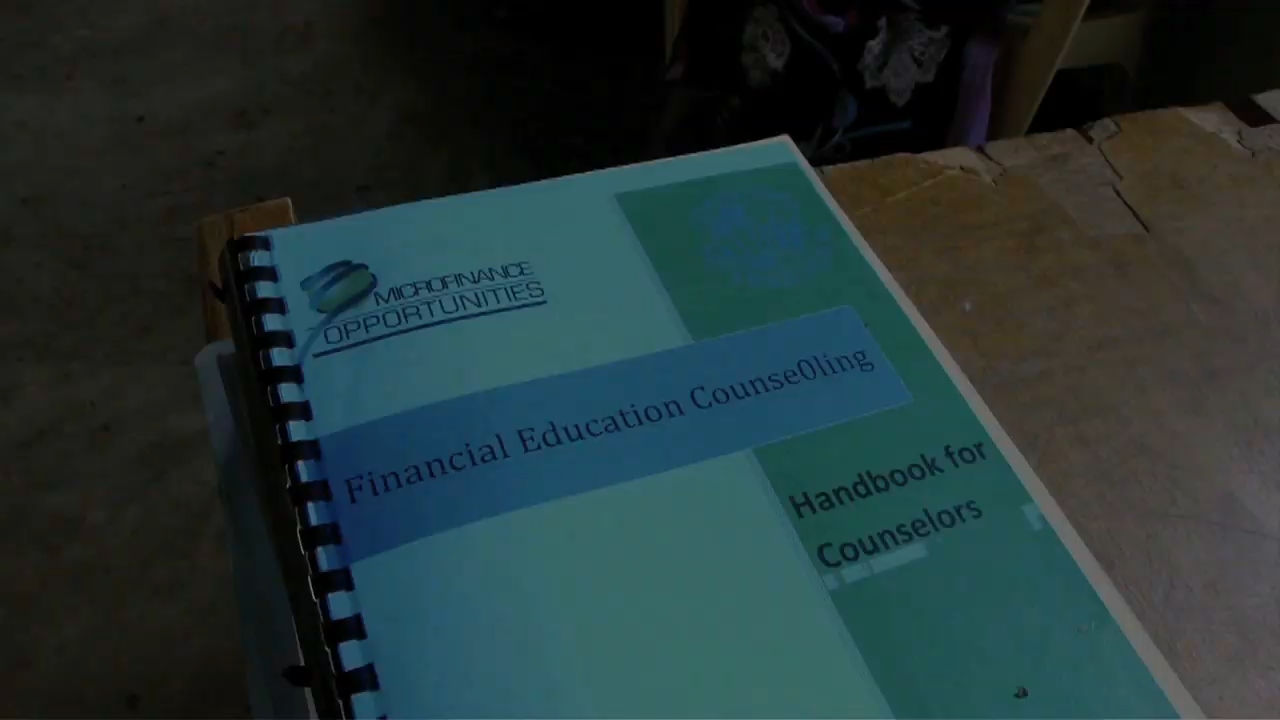 MICROFINANCE
OPPORTUNITIES
Financial Education Counse0ling
Handbook for
Counselors